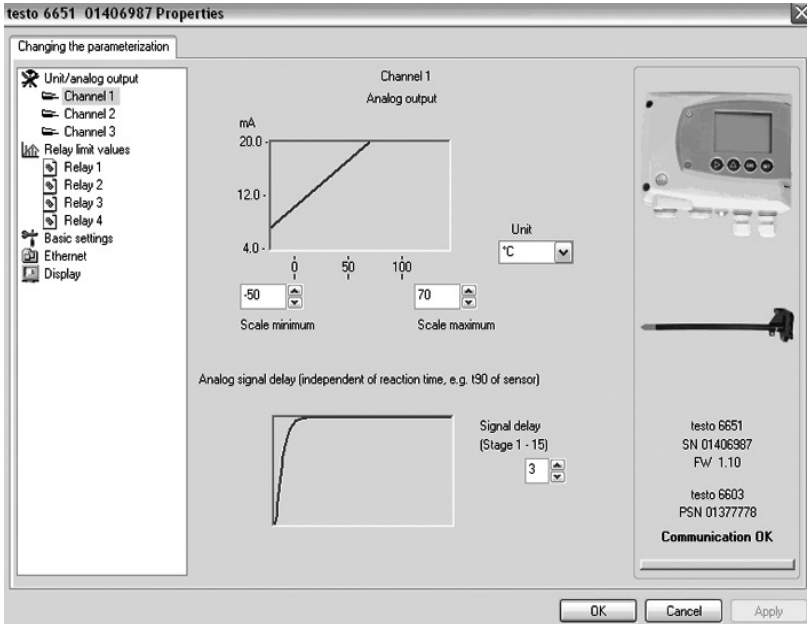 testo 6651 01406987 Properties
Changing the parameterization
Unit/analog output
Channel 1
Channel 2
Channel 3
Relay limit values
Relay 1
Relay 2
Relay 3
Relay 4
Basic settings
Ethernet
Display
Channel 1
Analog output
mA
20.0
12.0
4.0
0 50 100
Unit
°C
-50
70
Scale minimum
Scale maximum
Analog signal delay (independent of reaction time, e.g. t90 of sensor)
Signal delay
(Stage 1 - 15)
3
testo 6651
SN 01406987
FW 1.10
testo 6603
PSN 01377778
Communication OK
OK
Cancel
Apply